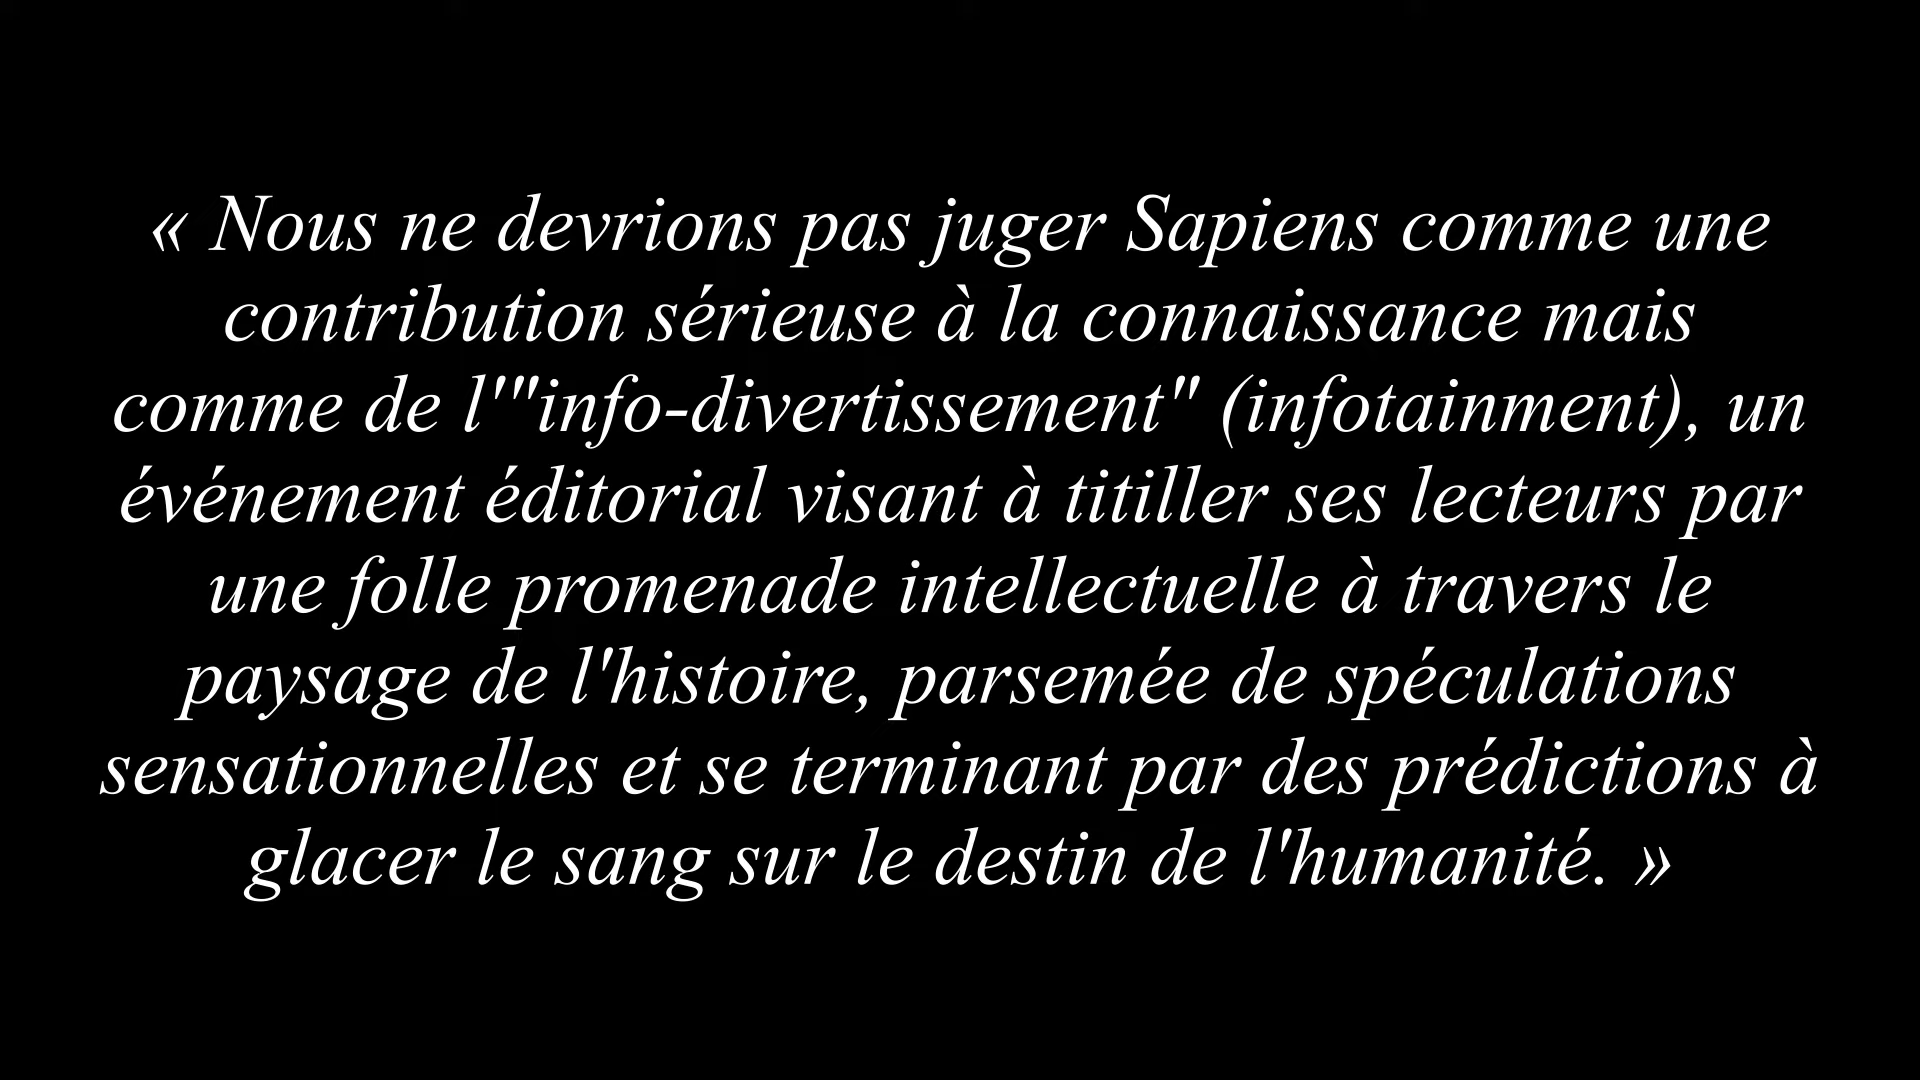 « Nous ne devrions pas juger Sapiens comme une
contribution sérieuse à la connaissance mais
comme de l'"info-divertissement" (infotainment), un
événement éditorial visant à titiller ses lecteurs par
une folle promenade intellectuelle à travers le
paysage de l'histoire, parsemée de spéculations
sensationnelles et se terminant par des prédictions à
glacer le sang sur le destin de l'humanité. »